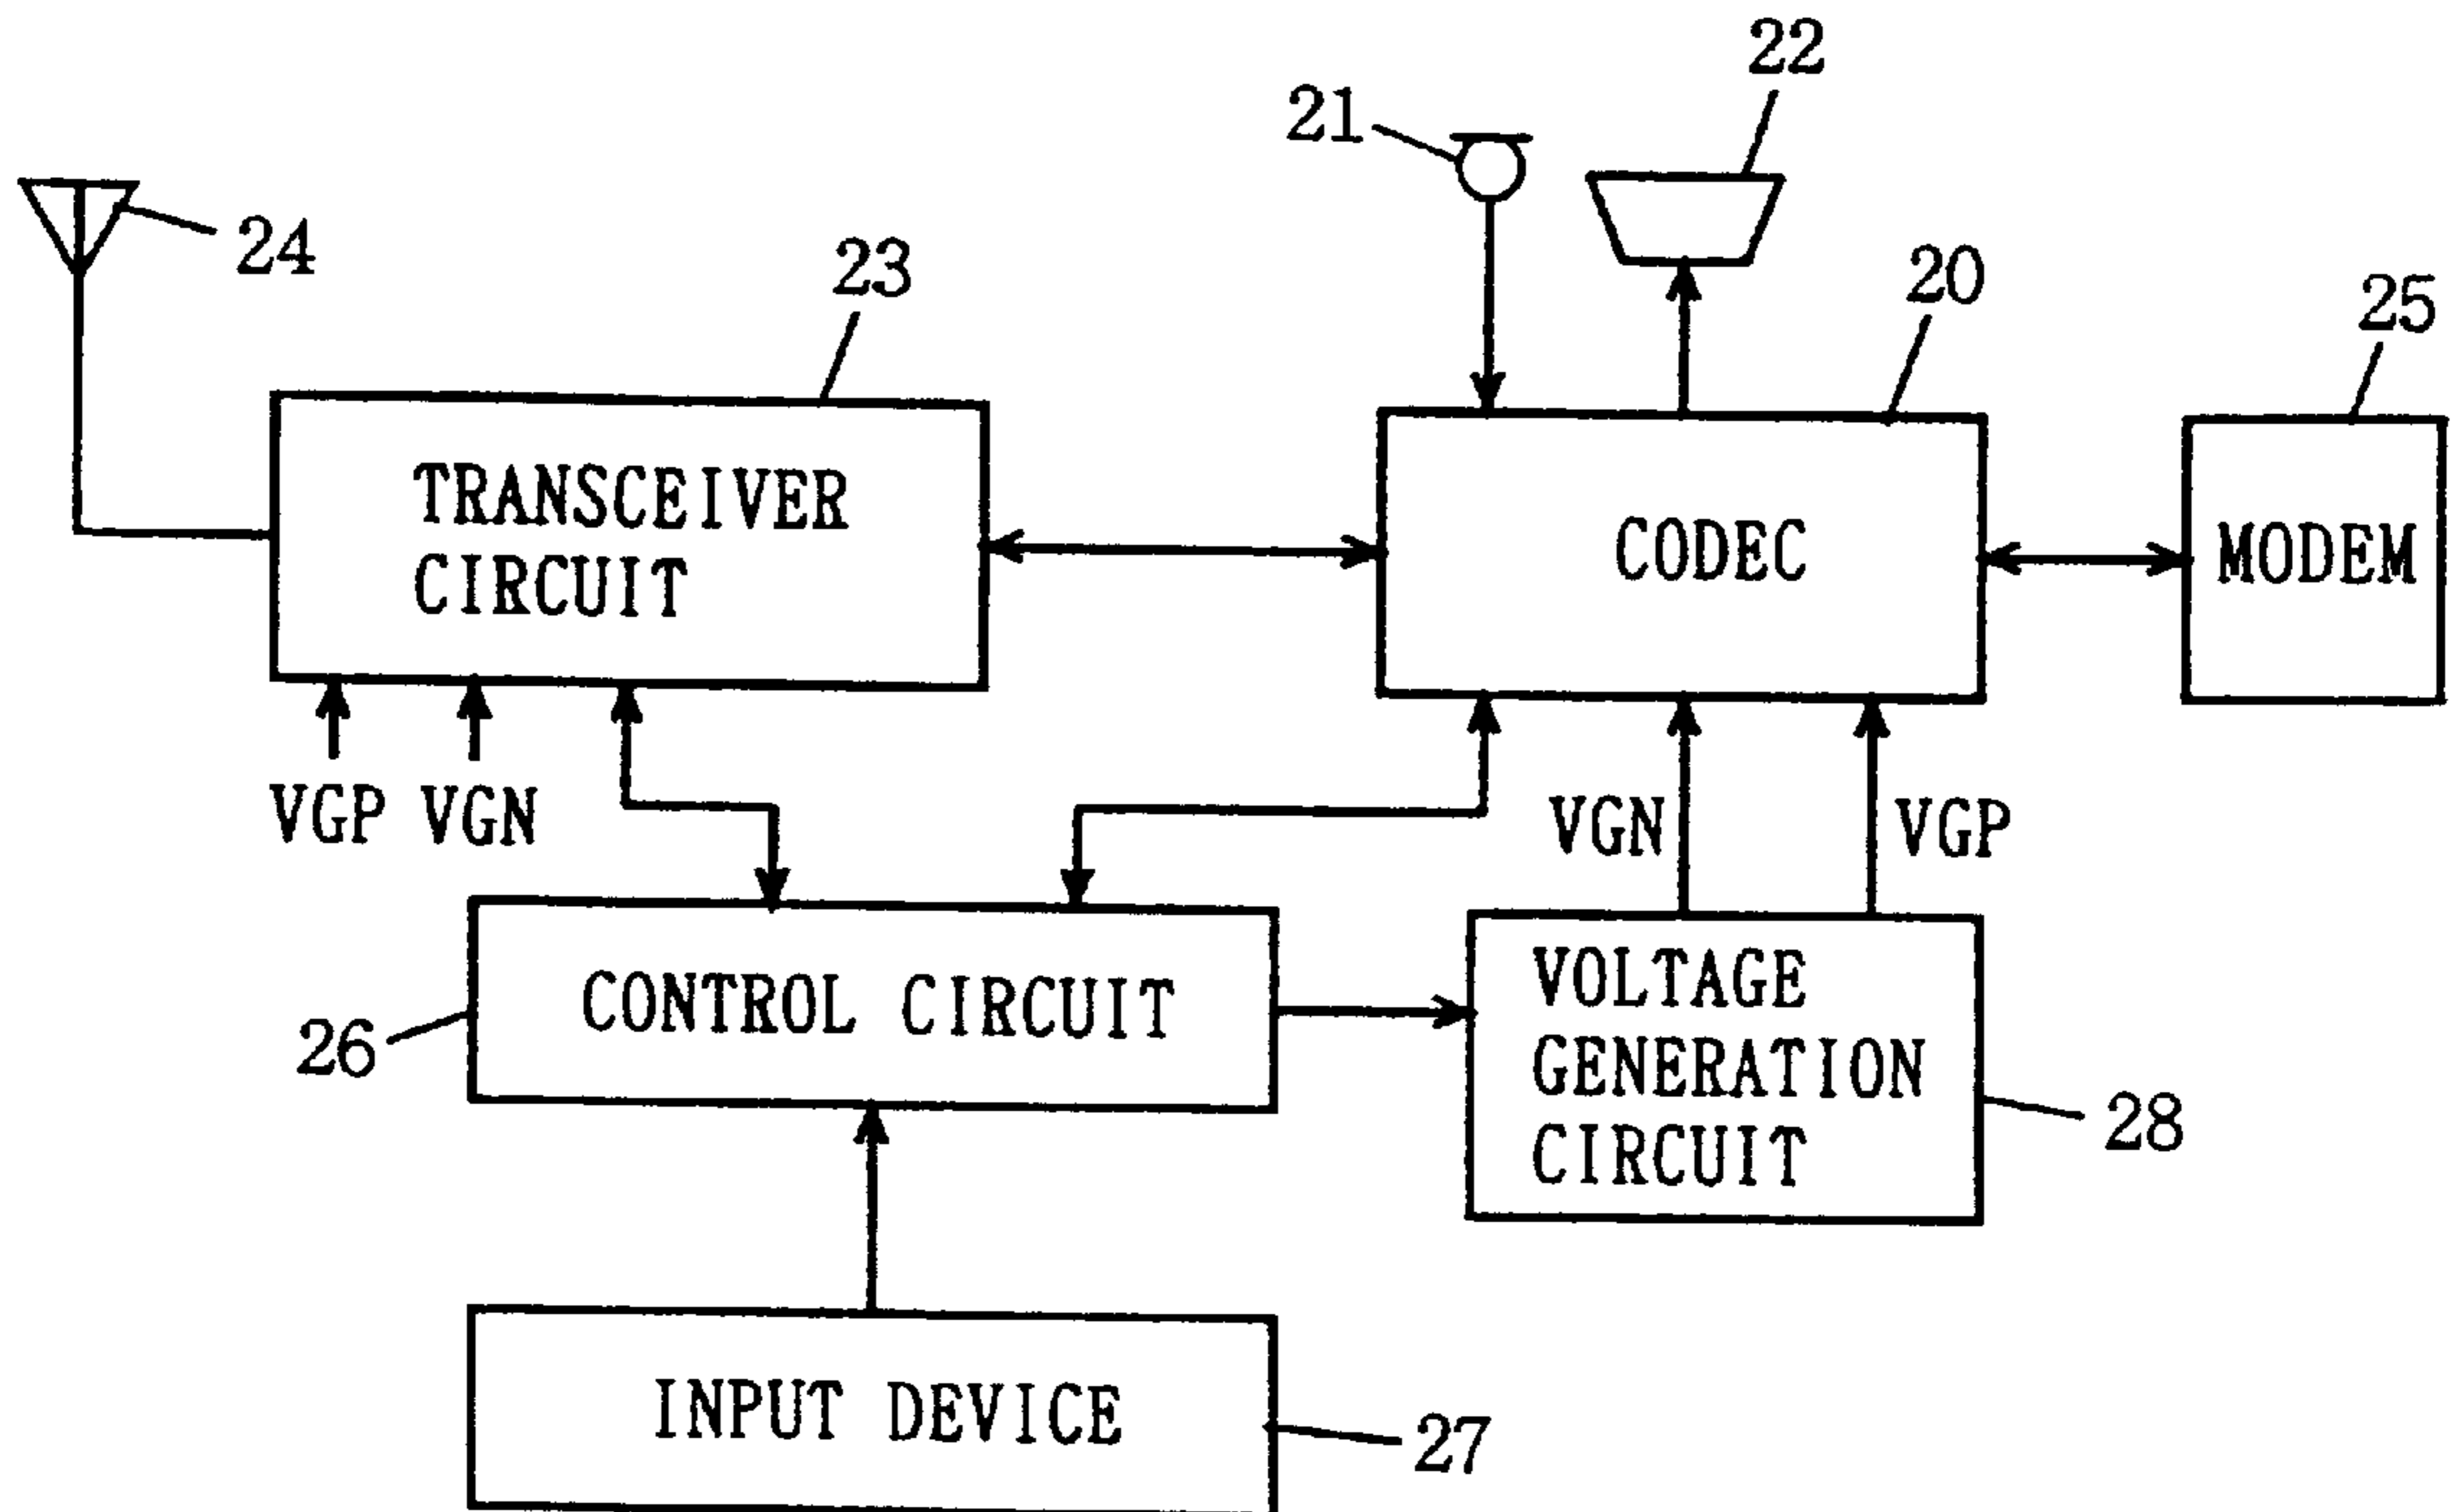 22
21
24
23
20
25
TRANSCEIVER
CIRCUIT
CODEC
MODEM
VGP VGN
VGN
VGP
CONTROL CIRCUIT
26
VOLTAGE
GENERATION
CIRCUIT
28
INPUT DEVICE
27